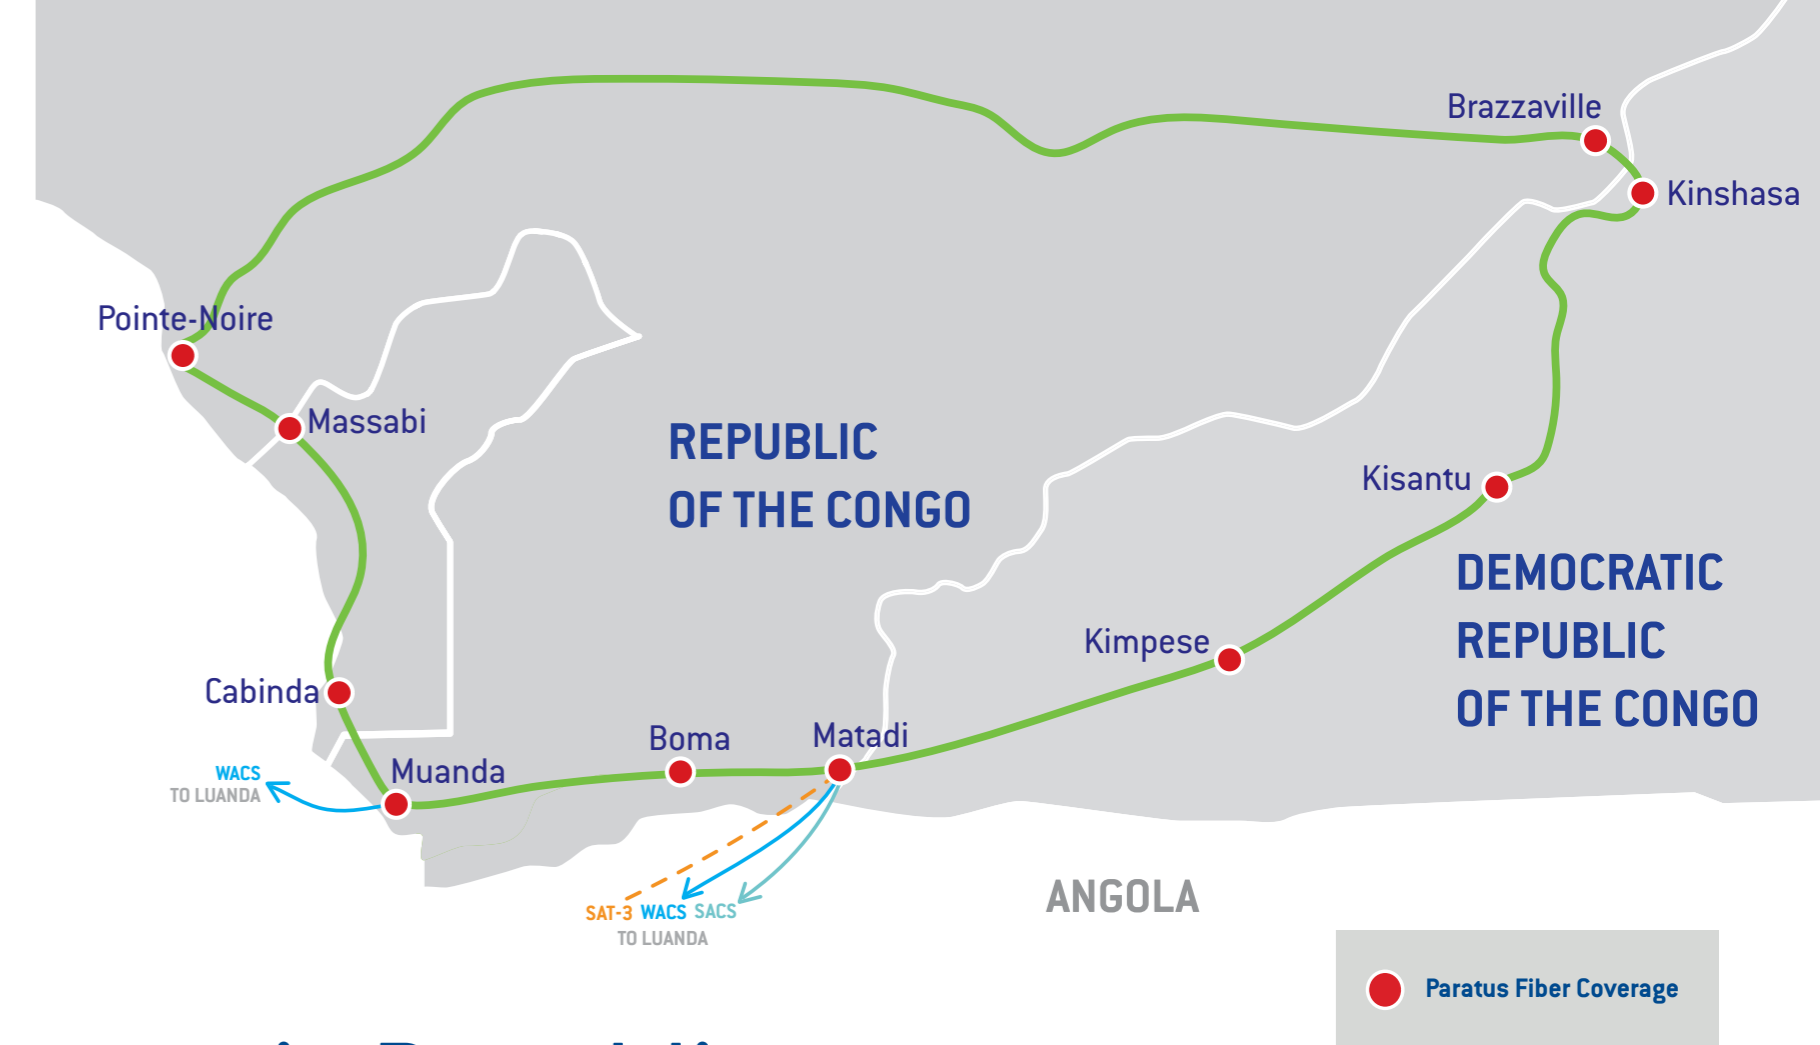 Brazzaville
Kinshasa
Pointe-Noire
Massabi
REPUBLIC
OF THE CONGO
Kisantu
DEMOCRATIC
REPUBLIC
OF THE CONGO
Kimpese
Cabinda
Boma
Matadi
Muanda
WACS
TO LUANDA
SAT-3 WACS SACS
TO LUANDA
ANGOLA
Paratus Fiber Coverage